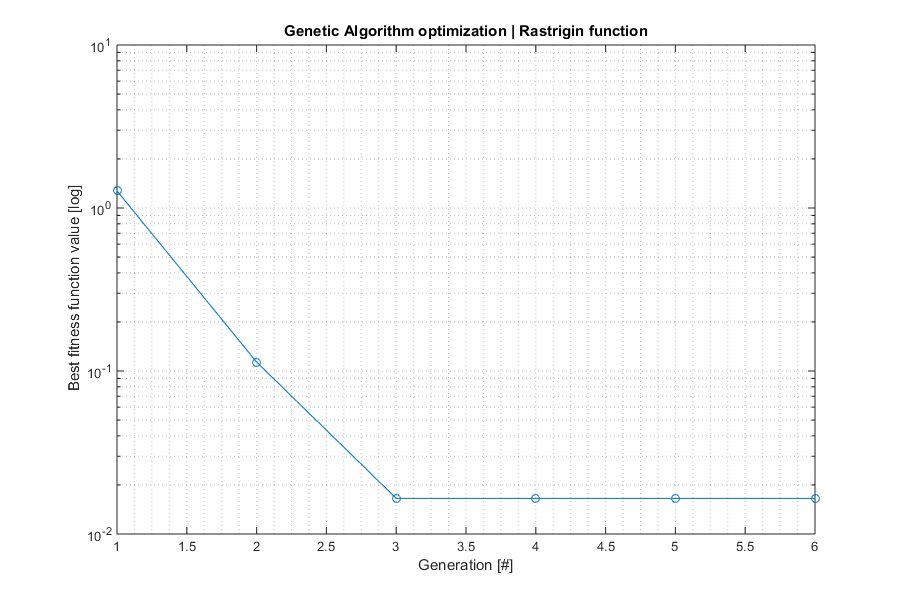 Genetic Algorithm optimization | Rastrigin function
10^1
10^0
10^-1
10^-2
Best fitness function value [log]
1 1.5 2 2.5 3 3.5 4 4.5 5 5.5 6
Generation [#]